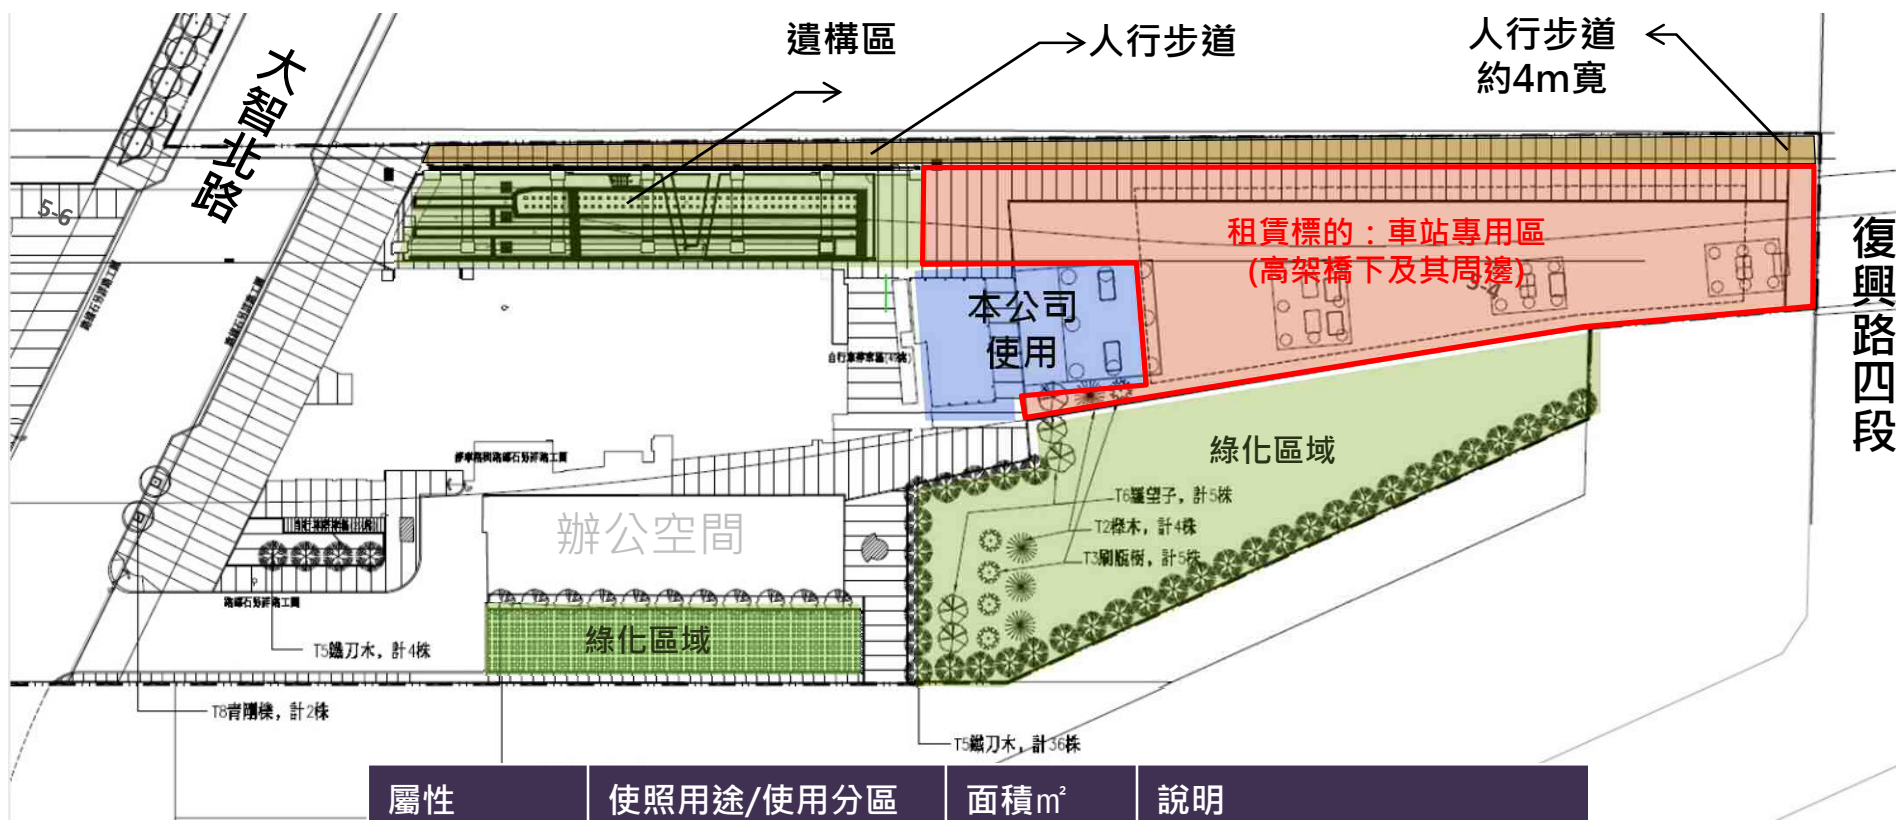 遺構區
人行步道
人行步道
約4m寬
大智北路
5-6
租賃標的：車站專用區
(高架橋下及其周邊)
5-4
復興路四段
本公司
使用
綠化區域
T6羅望子，計5株
T2櫸木，計4株
T3刷瓶樹，計5株
辦公空間
綠化區域
T5鐵刀木，計4株
T8青剛櫟，計2株
T5鐵刀木，計36株
屬性 使照用途/使用分區 面積㎡ 說明